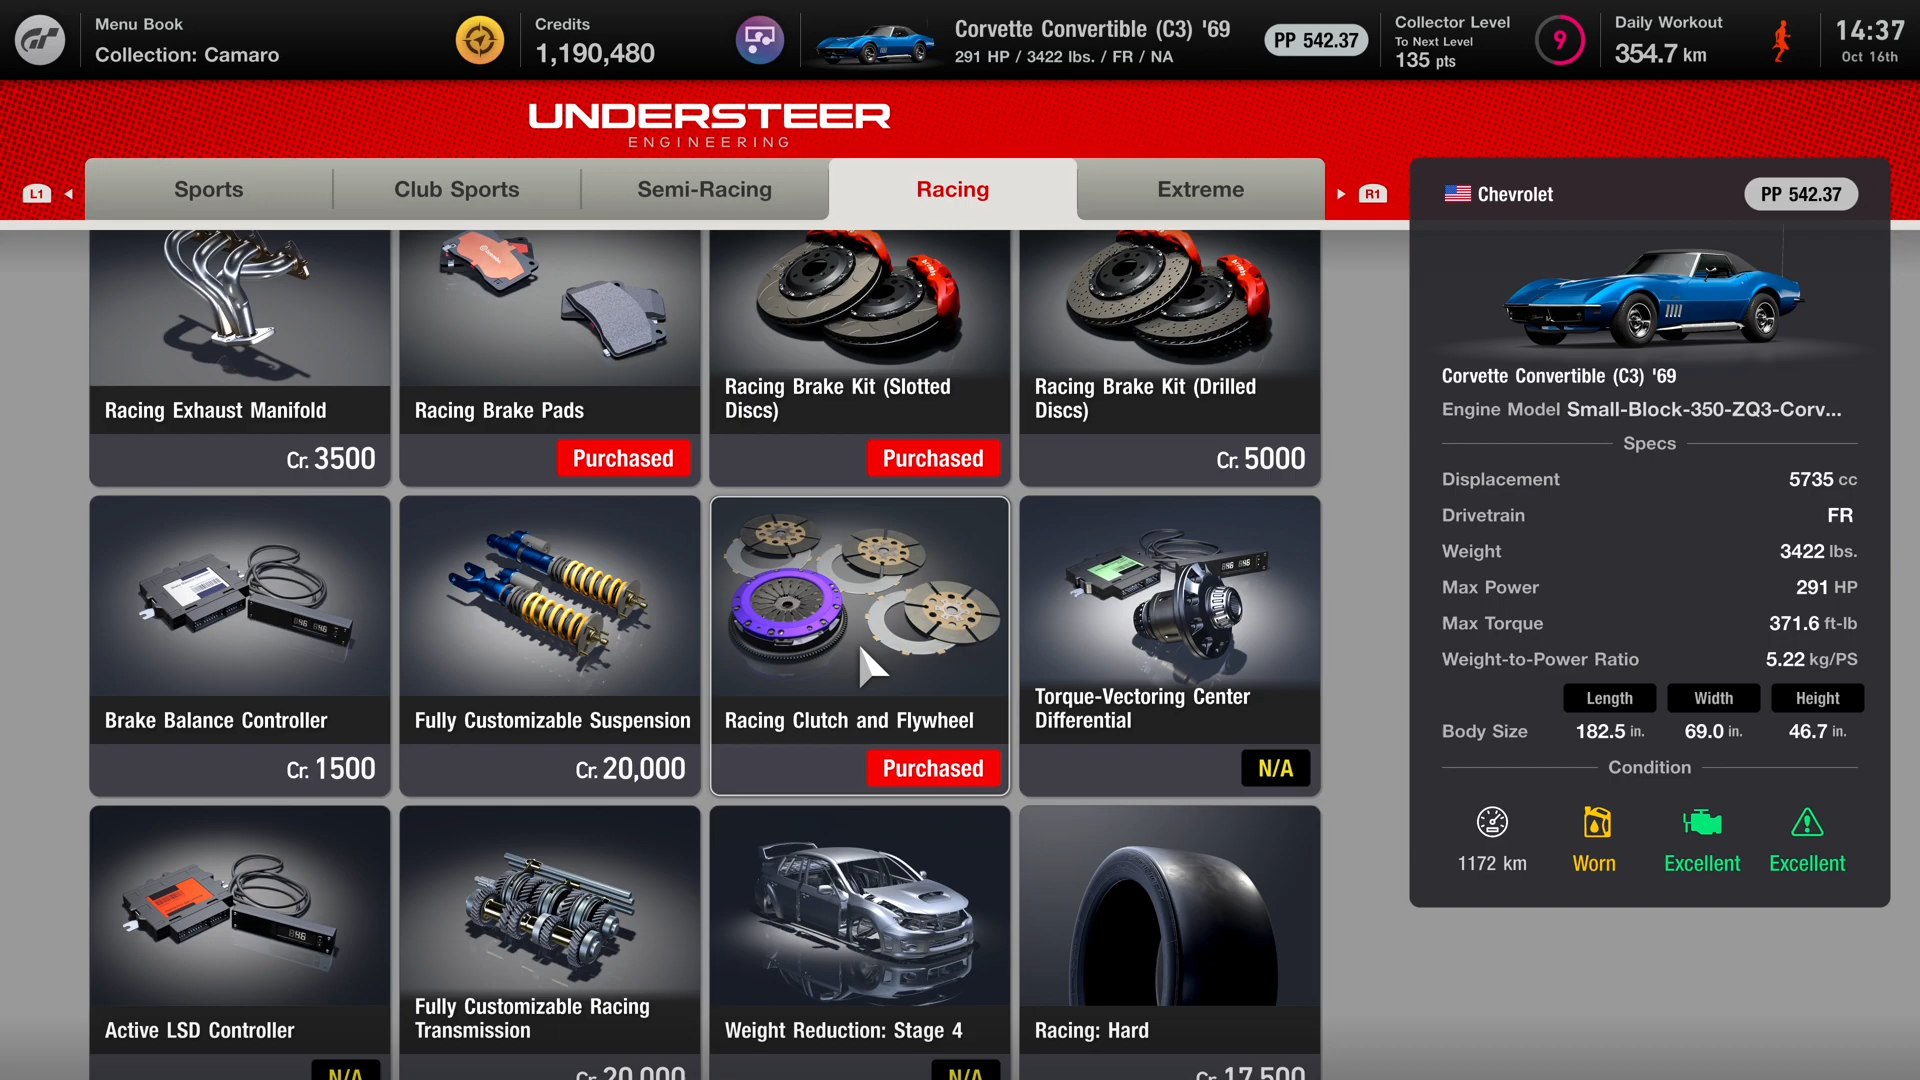 Menu Book
Collection: Camaro
Credits
1,190,480
Corvette Convertible (C3) '69
291 HP / 3422 lbs. / FR / NA
PP 542.37
Collector Level
To Next Level
135 pts
9
Daily Workout
354.7 km
14:37
Oct 16th
UNDERSTEER
ENGINEERING
L1
Sports
Club Sports
Semi-Racing
Racing
Extreme
R1
Racing Exhaust Manifold
Cr. 3500
Racing Brake Pads
Purchased
Racing Brake Kit (Slotted
Discs)
Purchased
Racing Brake Kit (Drilled
Discs)
Cr. 5000
Brake Balance Controller
Cr. 1500
Fully Customizable Suspension
Cr. 20,000
Racing Clutch and Flywheel
Purchased
Torque-Vectoring Center
Differential
N/A
Active LSD Controller
N/A
Fully Customizable Racing
Transmission
Cr. 20,000
Weight Reduction: Stage 4
N/A
Racing: Hard
Cr. 17,500
Chevrolet
PP 542.37
Corvette Convertible (C3) '69
Engine Model Small-Block-350-ZQ3-Corv...
Specs
Displacement 5735 cc
Drivetrain FR
Weight 3422 lbs.
Max Power 291 HP
Max Torque 371.6 ft-lb
Weight-to-Power Ratio 5.22 kg/PS
Length Width Height
Body Size 182.5 in. 69.0 in. 46.7 in.
Condition
1172 km Worn Excellent Excellent